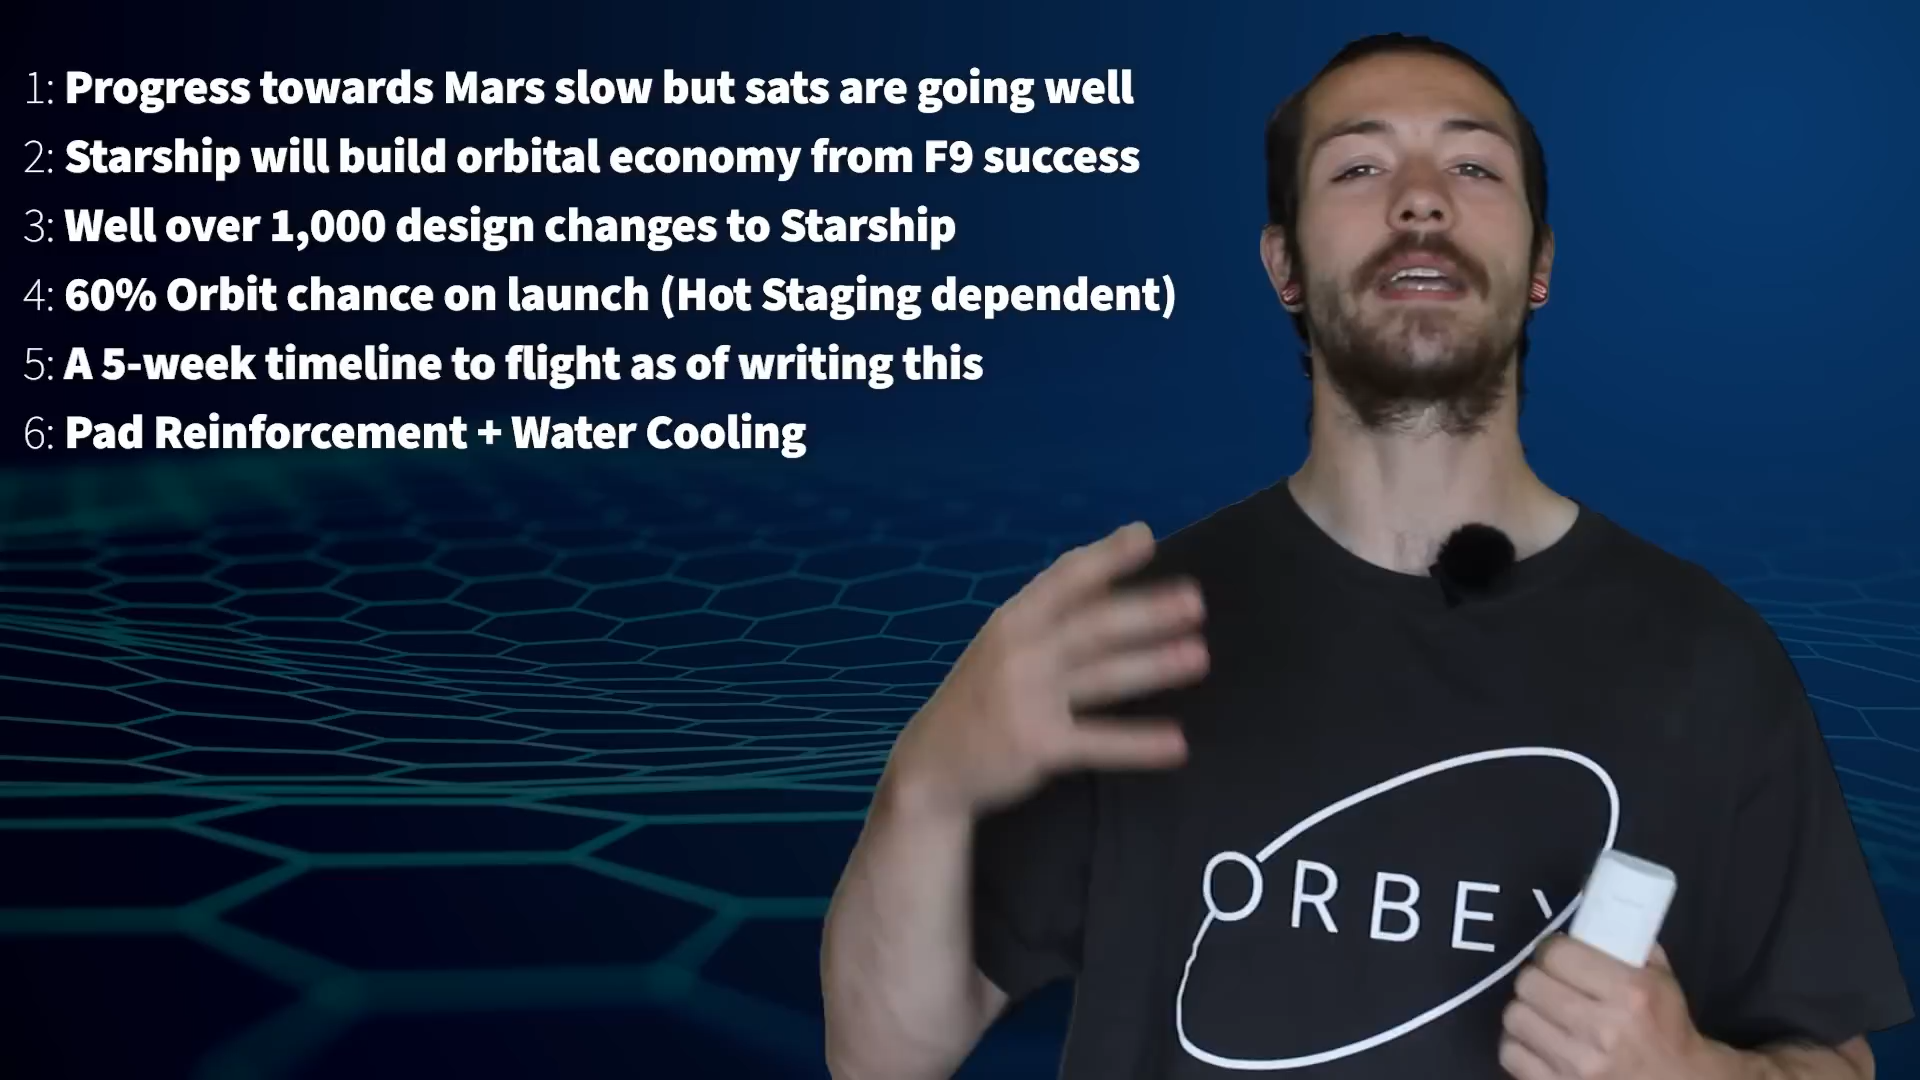 1: Progress towards Mars slow but sats are going well
2: Starship will build orbital economy from F9 success
3: Well over 1,000 design changes to Starship
4: 60% Orbit chance on launch (Hot Staging dependent)
5: A 5-week timeline to flight as of writing this
6: Pad Reinforcement + Water Cooling
ORBEY